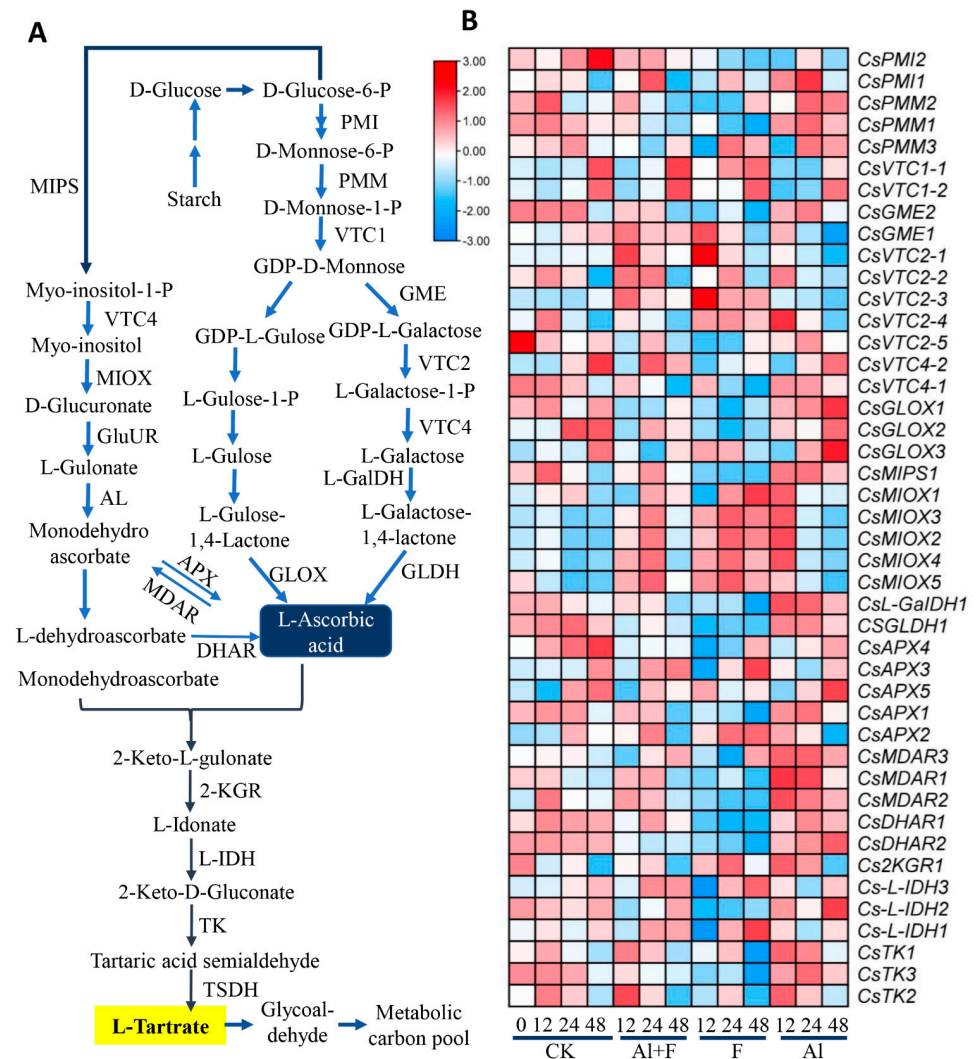 A
D-Glucose
D-Glucose-6-P
PMI
D-Monnose-6-P
MIPS
Starch
PMM
D-Monnose-1-P
VTC1
GDP-D-Monnose
Myo-inositol-1-P
GME
VTC4
GDP-L-Gulose
GDP-L-Galactose
Myo-inositol
VTC2
MIOX
L-Gulose-1-P
L-Galactose-1-P
D-Glucuronate
GluUR
VTC4
L-Gulonate
L-Gulose
L-Galactose
L-GalDH
AL
L-Gulose-
1,4-Lactone
L-Galactose-
1,4-lactone
Monodehydro
ascorbate
APX
MDAR
GLOX
GLDH
L-Ascorbic
acid
L-dehydroascorbate
DHAR
Monodehydroascorbate
2-Keto-L-gulonate
2-KGR
L-Idonate
L-IDH
2-Keto-D-Gluconate
TK
Tartaric acid semialdehyde
TSDH
L-Tartrate
Glycoal-
dehyde
Metabolic
carbon pool
3.00
2.00
1.00
0.00
-1.00
-2.00
-3.00
B
CsPMI2
CsPMI1
CsPMM2
CsPMM1
CsPMM3
CsVTC1-1
CsVTC1-2
CsGME2
CsGME1
CsVTC2-1
CsVTC2-2
CsVTC2-3
CsVTC2-4
CsVTC2-5
CsVTC4-2
CsVTC4-1
CsGLOX1
CsGLOX2
CsGLOX3
CsMIPS1
CsMIOX1
CsMIOX3
CsMIOX2
CsMIOX4
CsMIOX5
CsL-GalDH1
CSGLDH1
CsAPX4
CsAPX3
CsAPX5
CsAPX1
CsAPX2
CsMDAR3
CsMDAR1
CsMDAR2
CsDHAR1
CsDHAR2
Cs2KGR1
Cs-L-IDH3
Cs-L-IDH2
Cs-L-IDH1
CsTK1
CsTK3
CsTK2
0 12 24 48 12 24 48 12 24 48 12 24 48
CK Al+F F Al